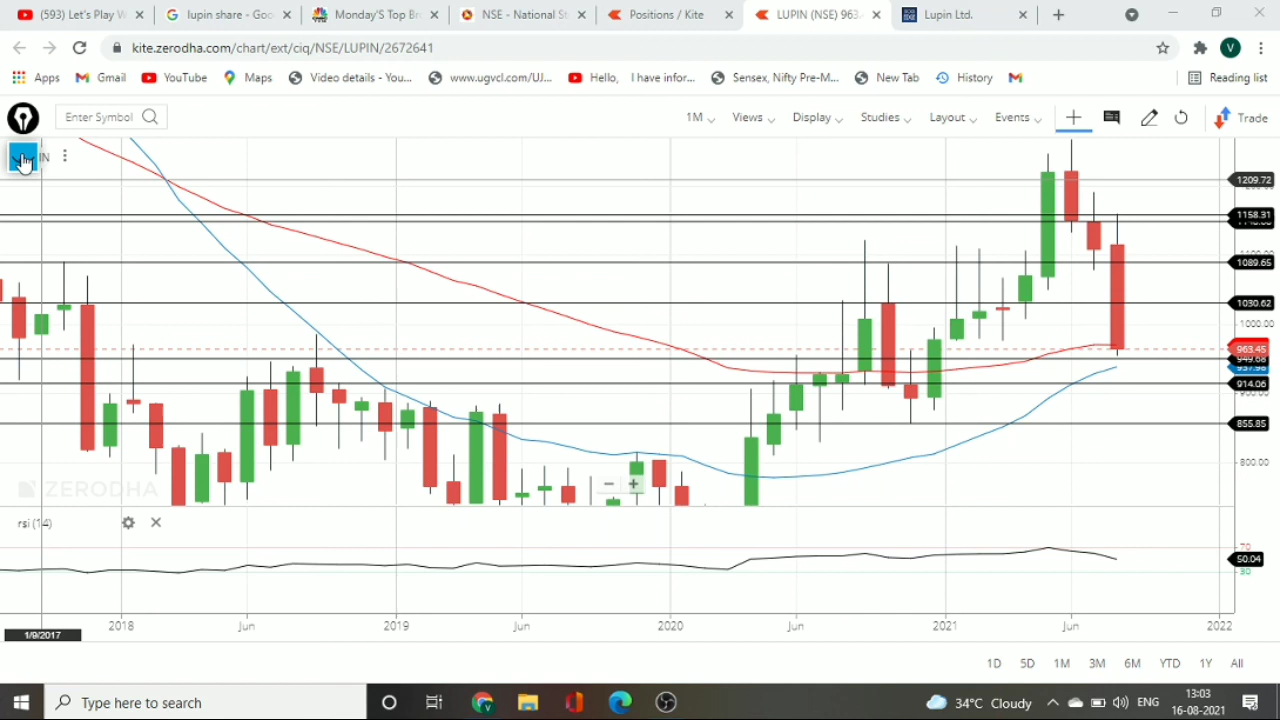 (593) Let's Play W
lupin share - Goo
Monday'S Top Br
NSE - National St
Positions / Kite
LUPIN (NSE) 963.
Lupin Ltd.
kite.zerodha.com/chart/ext/ciq/NSE/LUPIN/2672641
V
Apps
Gmail
YouTube
Maps
Video details - You...
www.ugvcl.com/UJ...
Hello, I have infor...
Sensex, Nifty Pre-M...
New Tab
History
Reading list
Enter Symbol
1M
Views
Display
Studies
Layout
Events
Trade
IN
1209.72
1158.31
1089.65
1030.62
1000.00
963.45
937.98
914.06
855.85
800.00
ZERODHA
rsi (14)
70
50.04
30
1/9/2017
2018
Jun
2019
Jun
2020
Jun
2021
Jun
2022
1D
5D
1M
3M
6M
YTD
1Y
All
Type here to search
34°C Cloudy
ENG
13:03
16-08-2021